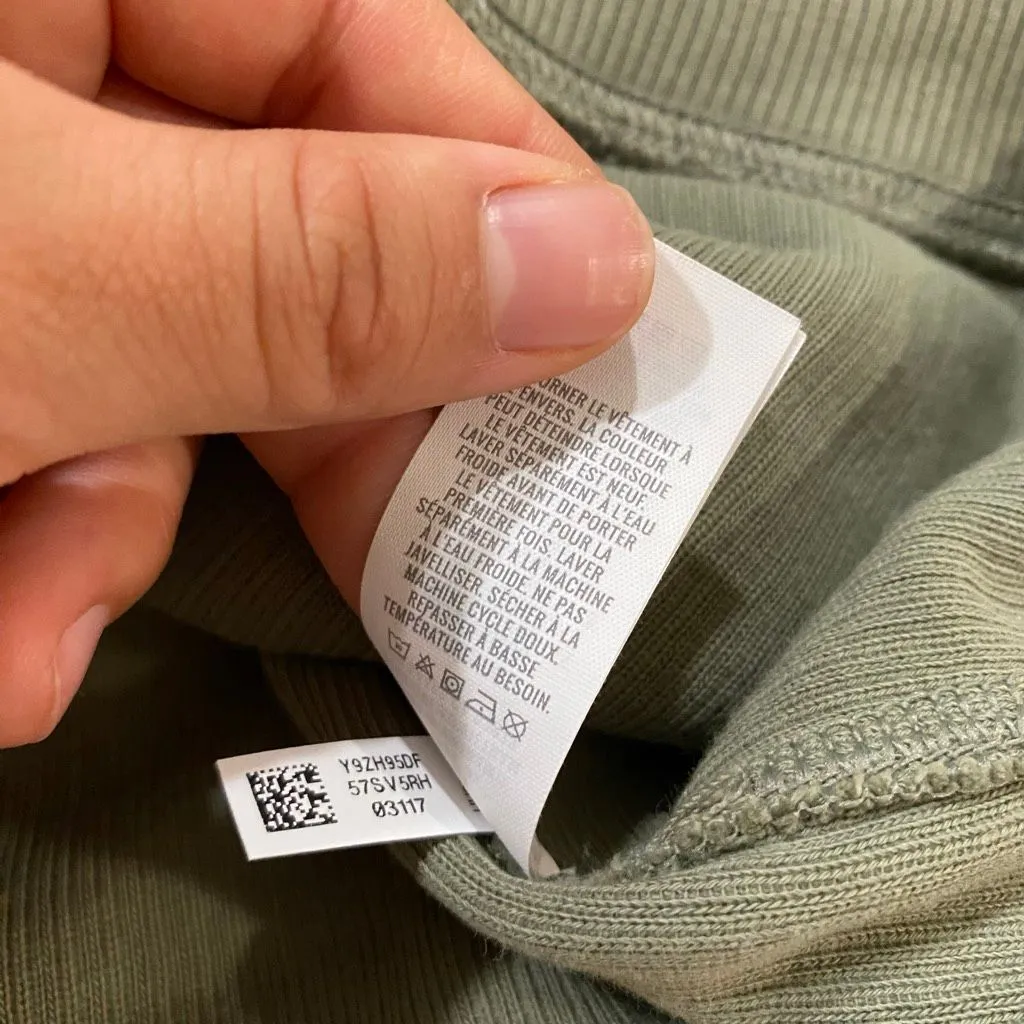 LE VÊTEMENT À
L'ENVERS. LA COULEUR
PEUT DÉTEINDRE LORSQUE
LE VÊTEMENT EST NEUF.
LAVER SÉPARÉMENT À L'EAU
FROIDE AVANT DE PORTER
LE VÊTEMENT POUR LA
PREMIÈRE FOIS. LAVER
SÉPARÉMENT À LA MACHINE
À L'EAU FROIDE. NE PAS
JAVELLISER. SÉCHER À LA
MACHINE CYCLE DOUX.
REPASSER À BASSE
TEMPÉRATURE AU BESOIN.
Y9ZH95DF
57SV5RH
03117